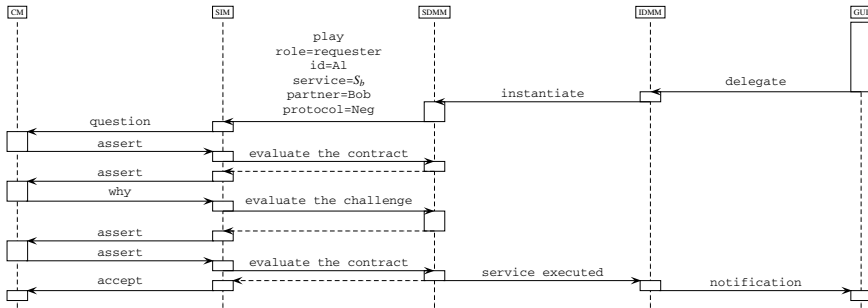 CM SIM SDMM IDMM GUI
play
role=requester
id=Al
service=S_b
partner=Bob
protocol=Neg
delegate
instantiate
question
assert
evaluate the contract
assert
why
evaluate the challenge
assert
assert
evaluate the contract
accept
service executed
notification